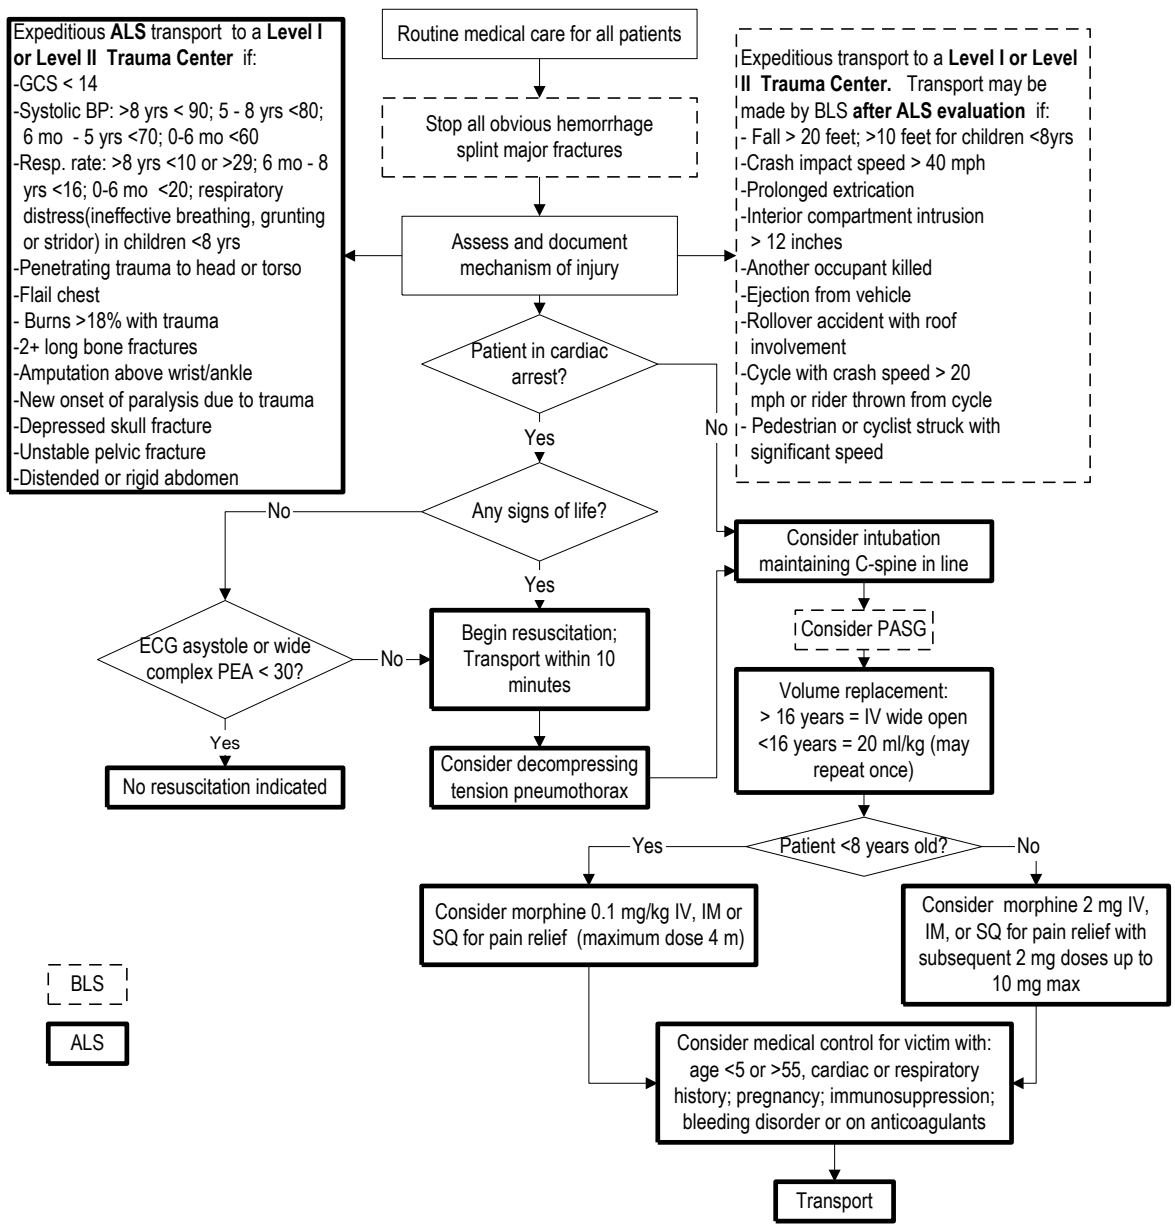 Expeditious ALS transport to a Level I
or Level II Trauma Center if:
-GCS < 14
-Systolic BP: >8 yrs < 90; 5 - 8 yrs <80;
6 mo - 5 yrs <70; 0-6 mo <60
-Resp. rate: >8 yrs <10 or >29; 6 mo - 8
yrs <16; 0-6 mo <20; respiratory
distress(ineffective breathing, grunting
or stridor) in children <8 yrs
-Penetrating trauma to head or torso
-Flail chest
- Burns >18% with trauma
-2+ long bone fractures
-Amputation above wrist/ankle
-New onset of paralysis due to trauma
-Depressed skull fracture
-Unstable pelvic fracture
-Distended or rigid abdomen
Routine medical care for all patients
Stop all obvious hemorrhage
splint major fractures
Assess and document
mechanism of injury
Expeditious transport to a Level I or Level
II Trauma Center. Transport may be
made by BLS after ALS evaluation if:
- Fall > 20 feet; >10 feet for children <8yrs
-Crash impact speed > 40 mph
-Prolonged extrication
-Interior compartment intrusion
> 12 inches
-Another occupant killed
-Ejection from vehicle
-Rollover accident with roof
involvement
-Cycle with crash speed > 20
mph or rider thrown from cycle
- Pedestrian or cyclist struck with
significant speed
Patient in cardiac
arrest?
No
Yes
Any signs of life?
No
Yes
Consider intubation
maintaining C-spine in line
Consider PASG
ECG asystole or wide
complex PEA < 30?
No
Yes
Begin resuscitation;
Transport within 10
minutes
No resuscitation indicated
Consider decompressing
tension pneumothorax
Volume replacement:
> 16 years = IV wide open
<16 years = 20 ml/kg (may
repeat once)
Patient <8 years old?
Yes
No
Consider morphine 0.1 mg/kg IV, IM or
SQ for pain relief (maximum dose 4 m)
Consider morphine 2 mg IV,
IM, or SQ for pain relief with
subsequent 2 mg doses up to
10 mg max
BLS
ALS
Consider medical control for victim with:
age <5 or >55, cardiac or respiratory
history; pregnancy; immunosuppression;
bleeding disorder or on anticoagulants
Transport